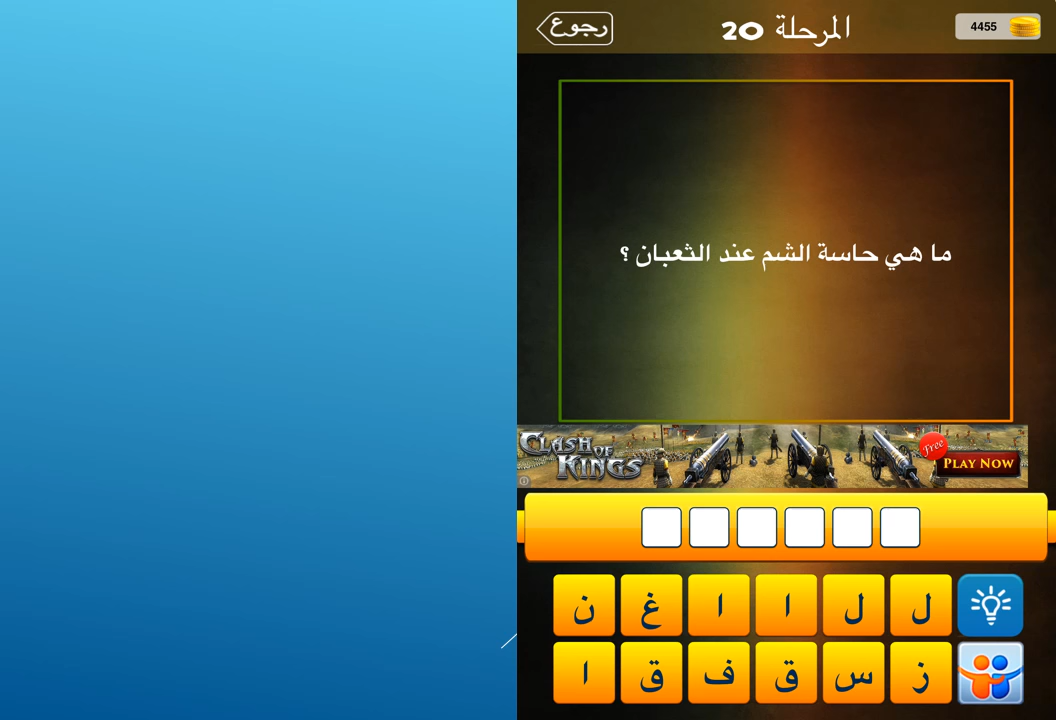 رجوع
المرحلة 20
4455
ما هي حاسة الشم عند الثعبان ؟
CLASH OF KINGS
Free
PLAY NOW
ل ل ا ا غ ن
ز س ق ف ق ا